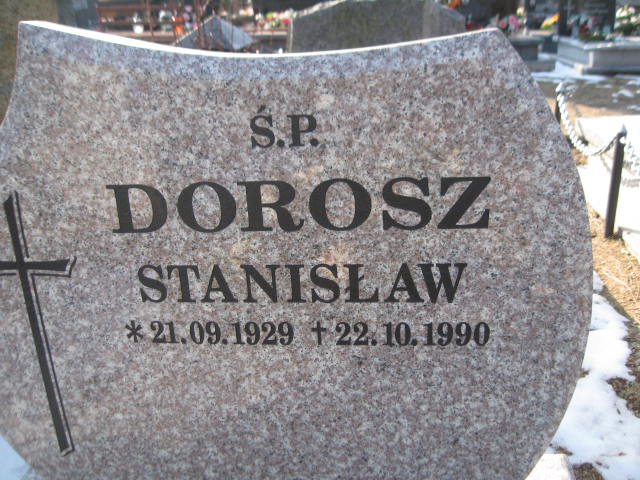 Ś.P.
DOROSZ
STANISŁAW
*21.09.1929 †22.10.1990